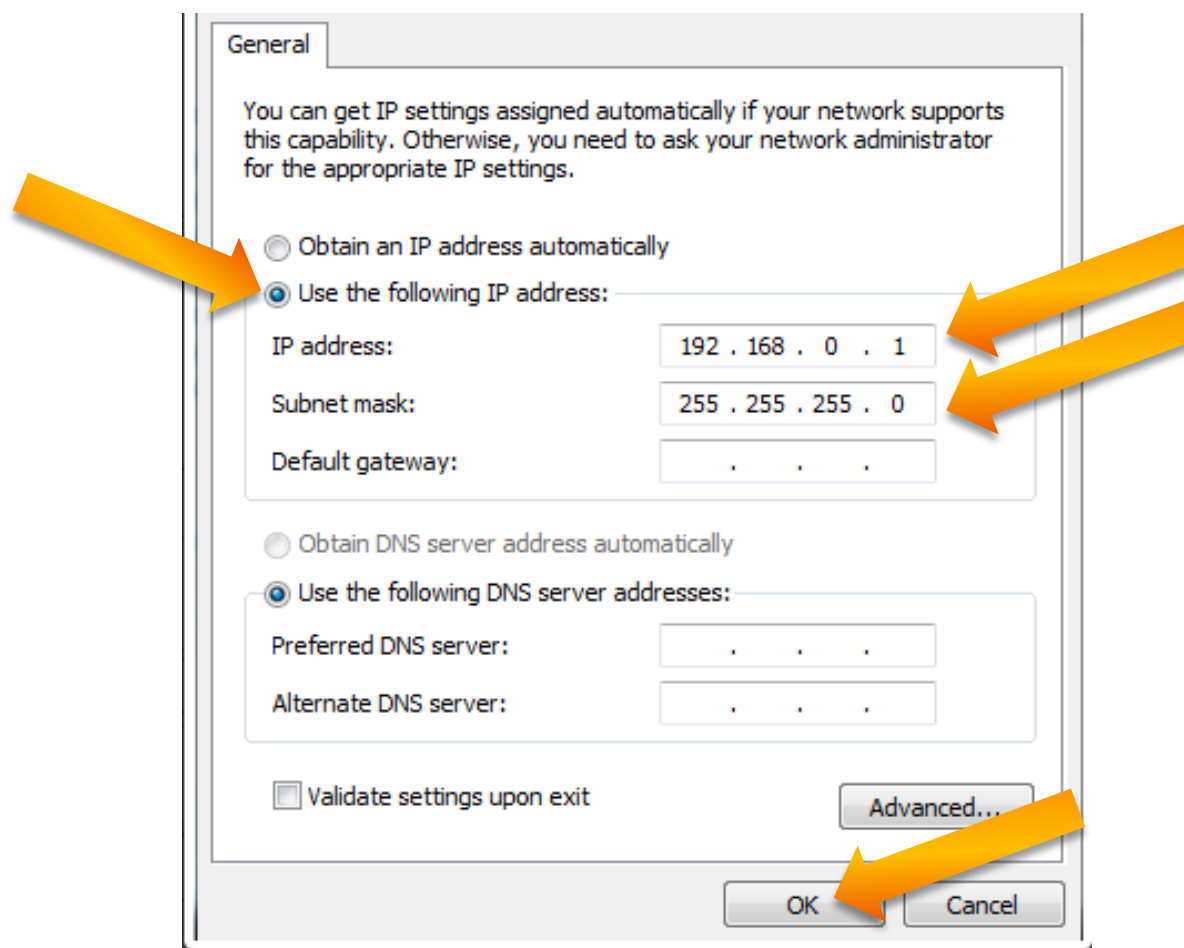 General
You can get IP settings assigned automatically if your network supports
this capability. Otherwise, you need to ask your network administrator
for the appropriate IP settings.
Obtain an IP address automatically
Use the following IP address:
IP address: 192 . 168 . 0 . 1
Subnet mask: 255 . 255 . 255 . 0
Default gateway: . . .
Obtain DNS server address automatically
Use the following DNS server addresses:
Preferred DNS server: . . .
Alternate DNS server: . . .
Validate settings upon exit
Advanced...
OK Cancel